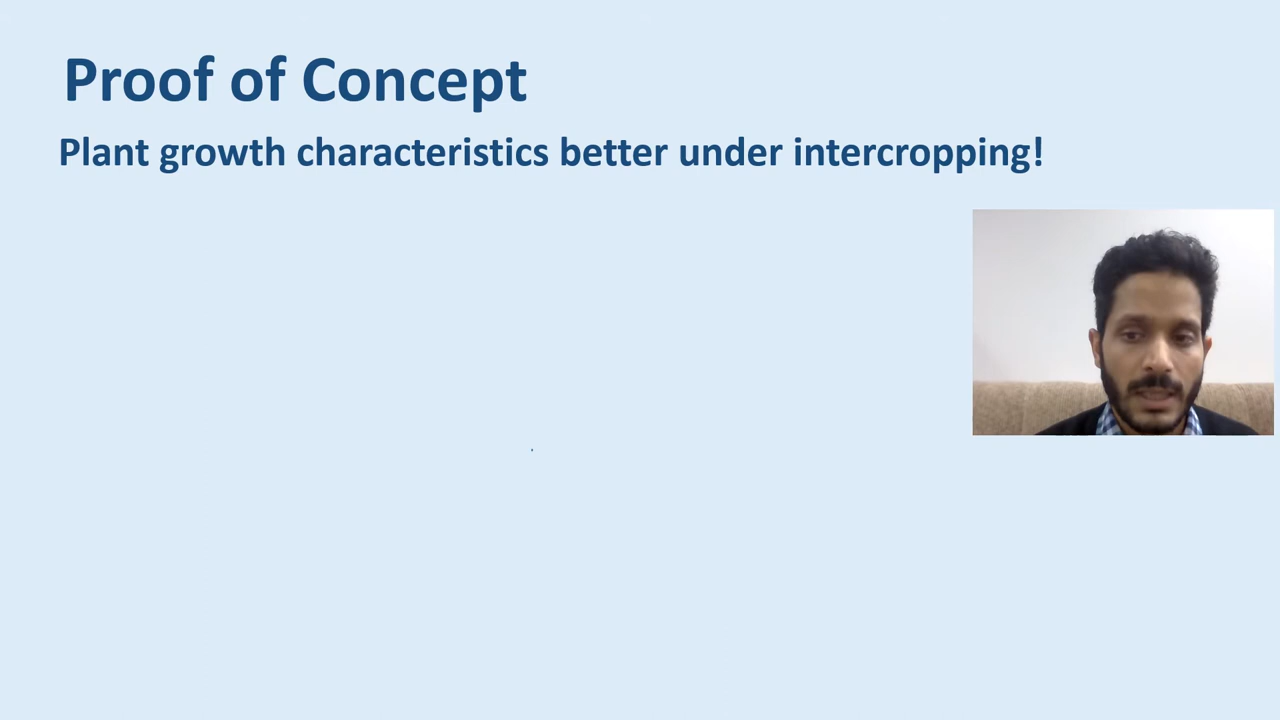 Proof of Concept
Plant growth characteristics better under intercropping!